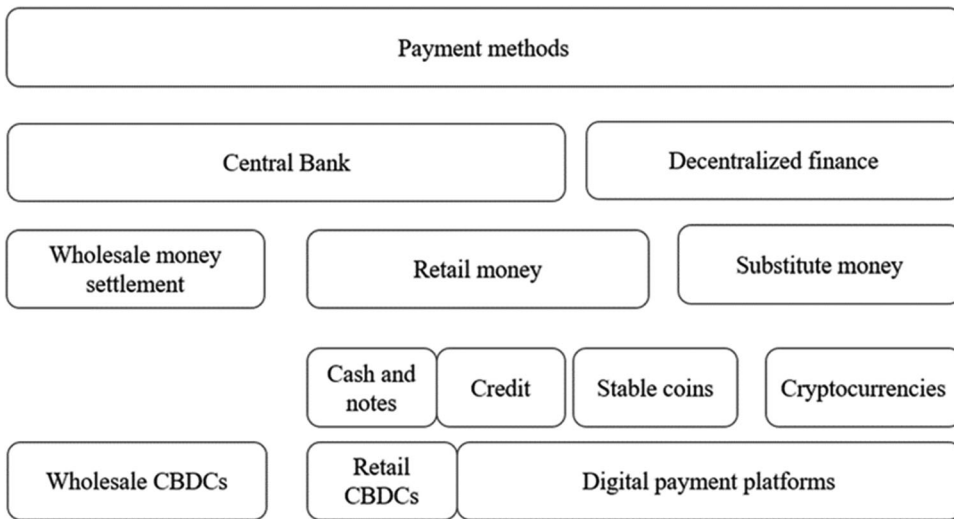 Payment methods
Central Bank
Decentralized finance
Wholesale money
settlement
Retail money
Substitute money
Cash and
notes
Credit
Stable coins
Cryptocurrencies
Wholesale CBDCs
Retail
CBDCs
Digital payment platforms